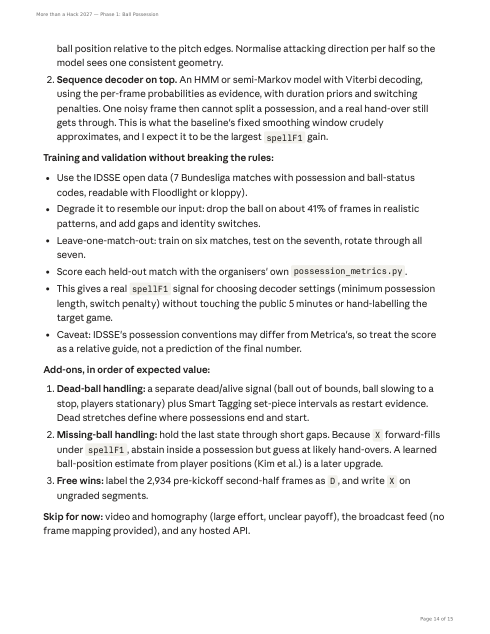 More than a Hack 2027 — Phase 1: Ball Possession
ball position relative to the pitch edges. Normalise attacking direction per half so the
model sees one consistent geometry.
2. Sequence decoder on top. An HMM or semi-Markov model with Viterbi decoding,
using the per-frame probabilities as evidence, with duration priors and switching
penalties. One noisy frame then cannot split a possession, and a real hand-over still
gets through. This is what the baseline's fixed smoothing window crudely
approximates, and I expect it to be the largest spellF1 gain.
Training and validation without breaking the rules:
• Use the IDSSE open data (7 Bundesliga matches with possession and ball-status
codes, readable with Floodlight or kloppy).
• Degrade it to resemble our input: drop the ball on about 41% of frames in realistic
patterns, and add gaps and identity switches.
• Leave-one-match-out: train on six matches, test on the seventh, rotate through all
seven.
• Score each held-out match with the organisers' own possession_metrics.py.
• This gives a real spellF1 signal for choosing decoder settings (minimum possession
length, switch penalty) without touching the public 5 minutes or hand-labelling the
target game.
• Caveat: IDSSE's possession conventions may differ from Metrica's, so treat the score
as a relative guide, not a prediction of the final number.
Add-ons, in order of expected value:
1. Dead-ball handling: a separate dead/alive signal (ball out of bounds, ball slowing to a
stop, players stationary) plus Smart Tagging set-piece intervals as restart evidence.
Dead stretches define where possessions end and start.
2. Missing-ball handling: hold the last state through short gaps. Because X forward-fills
under spellF1, abstain inside a possession but guess at likely hand-overs. A learned
ball-position estimate from player positions (Kim et al.) is a later upgrade.
3. Free wins: label the 2,934 pre-kickoff second-half frames as D, and write X on
ungraded segments.
Skip for now: video and homography (large effort, unclear payoff), the broadcast feed (no
frame mapping provided), and any hosted API.
Page 14 of 15